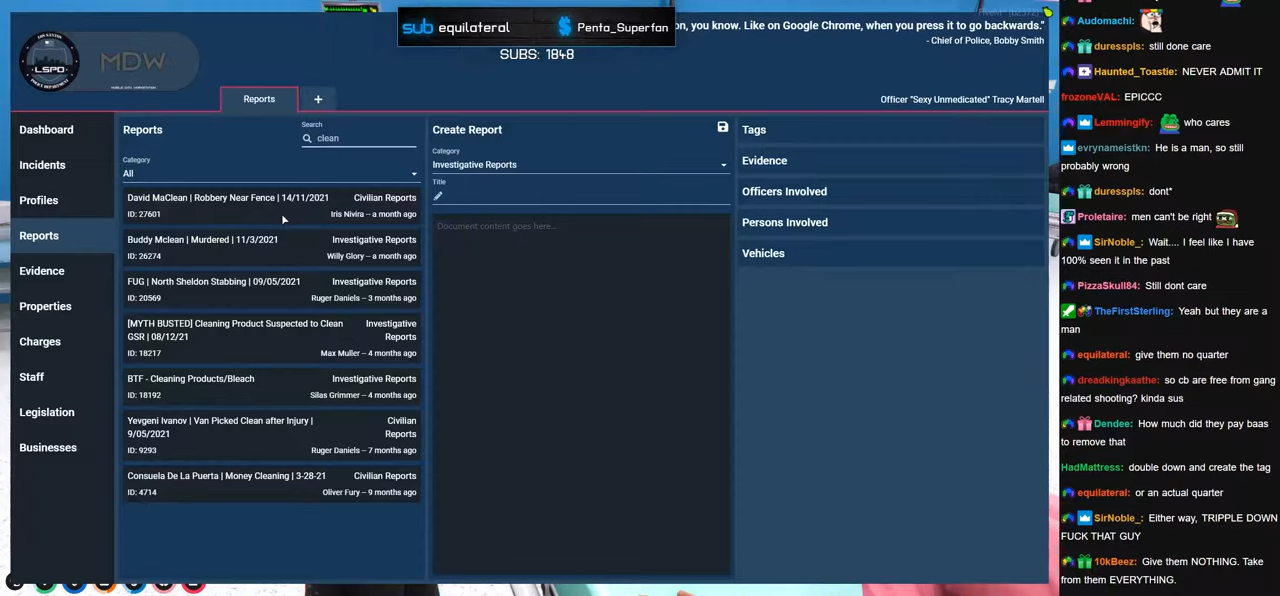 sub equilateral
Penta_Superfan
on, you know. Like on Google Chrome, when you press it to go backwards."
- Chief of Police, Bobby Smith
SUBS: 1848
LSPD
MDW
Reports
+
Officer "Sexy Unmedicated" Tracy Martell
Dashboard
Incidents
Profiles
Reports
Evidence
Properties
Charges
Staff
Legislation
Businesses
Reports
Search
clean
Category
All
David MaClean | Robbery Near Fence | 14/11/2021
Civilian Reports
ID: 27601
Iris Nivira – a month ago
Buddy Mclean | Murdered | 11/3/2021
Investigative Reports
ID: 26274
Willy Glory – a month ago
FUG | North Sheldon Stabbing | 09/05/2021
Investigative Reports
ID: 20569
Ruger Daniels – 3 months ago
[MYTH BUSTED] Cleaning Product Suspected to Clean
GSR | 08/12/21
Investigative
Reports
ID: 18217
Max Muller – 4 months ago
BTF - Cleaning Products/Bleach
Investigative Reports
ID: 18192
Silas Grimmer – 4 months ago
Yevgeni Ivanov | Van Picked Clean after Injury |
9/05/2021
Civilian
Reports
ID: 9293
Ruger Daniels – 7 months ago
Consuela De La Puerta | Money Cleaning | 3-28-21
Civilian Reports
ID: 4714
Oliver Fury – 9 months ago
Create Report
Category
Investigative Reports
Title
Document content goes here...
Tags
Evidence
Officers Involved
Persons Involved
Vehicles
Audomachi:
duresspls: still done care
Haunted_Toastie: NEVER ADMIT IT
frozoneVAL: EPICCC
Lemmingify: who cares
evrynameistkn: He is a man, so still
probably wrong
duresspls: dont*
Proletaire: men can't be right
SirNoble_: Wait.... I feel like I have
100% seen it in the past
PizzaSkull84: Still dont care
TheFirstSterling: Yeah but they are a
man
equilateral: give them no quarter
dreadkingkaathe: so cb are free from gang
related shooting? kinda sus
Dendee: How much did they pay baas
to remove that
HadMattress: double down and create the tag
equilateral: or an actual quarter
SirNoble_: Either way, TRIPPLE DOWN
FUCK THAT GUY
10kBeez: Give them NOTHING. Take
from them EVERYTHING.